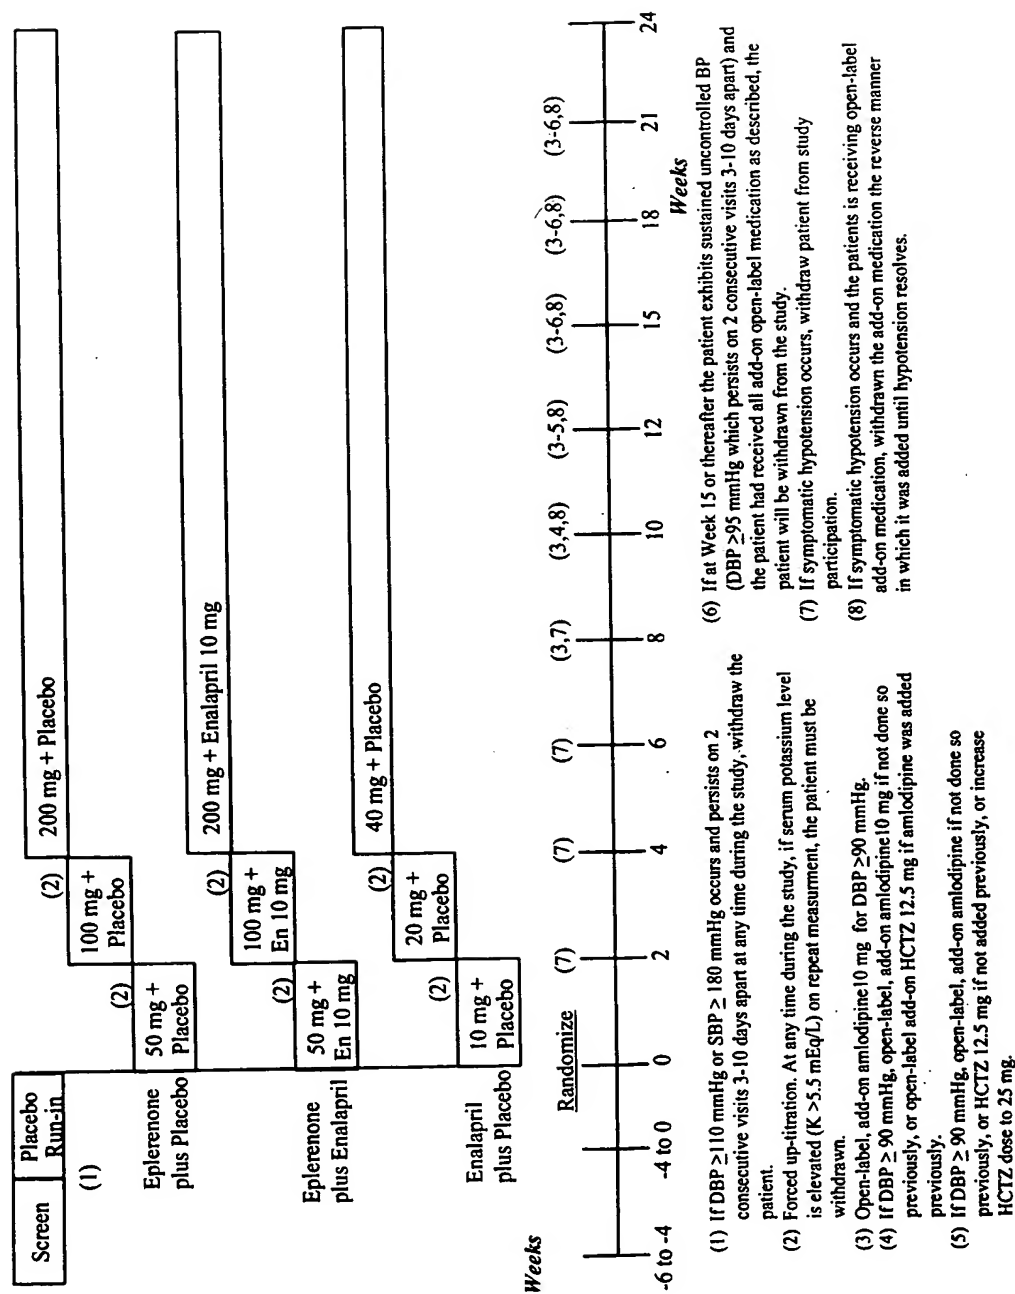 Screen
Placebo
Run-in
(1)
Eplerenone
plus Placebo
50 mg +
Placebo
(2)
100 mg +
Placebo
(2)
200 mg + Placebo
Eplerenone
plus Enalapril
50 mg +
En 10 mg
(2)
100 mg +
En 10 mg
(2)
200 mg + Enalapril 10 mg
Enalapril
plus Placebo
10 mg +
Placebo
(2)
20 mg +
Placebo
(2)
40 mg + Placebo
Weeks
Randomize
(7) (7) (7) (3,7) (3,4,8) (3-5,8) (3-6,8) (3-6,8) (3-6,8)
-6 to -4 -4 to 0 0 2 4 6 8 10 12 15 18 21 24
Weeks
(1) If DBP ≥110 mmHg or SBP ≥ 180 mmHg occurs and persists on 2
consecutive visits 3-10 days apart at any time during the study, withdraw the
patient.
(2) Forced up-titration. At any time during the study, if serum potassium level
is elevated (K >5.5 mEq/L) on repeat measurment, the patient must be
withdrawn.
(3) Open-label, add-on amlodipine10 mg for DBP≥90 mmHg.
(4) If DBP ≥ 90 mmHg, open-label, add-on amlodipine10 mg if not done so
previously, or open-label add-on HCTZ 12.5 mg if amlodipine was added
previously.
(5) If DBP ≥ 90 mmHg, open-label, add-on amlodipine if not done so
previously, or HCTZ 12.5 mg if not added previously, or increase
HCTZ dose to 25 mg.
(6) If at Week 15 or thereafter the patient exhibits sustained uncontrolled BP
(DBP ≥95 mmHg which persists on 2 consecutive visits 3-10 days apart) and
the patient had received all add-on open-label medication as described, the
patient will be withdrawn from the study.
(7) If symptomatic hypotension occurs, withdraw patient from study
participation.
(8) If symptomatic hypotension occurs and the patients is receiving open-label
add-on medication, withdrawn the add-on medication the reverse manner
in which it was added until hypotension resolves.